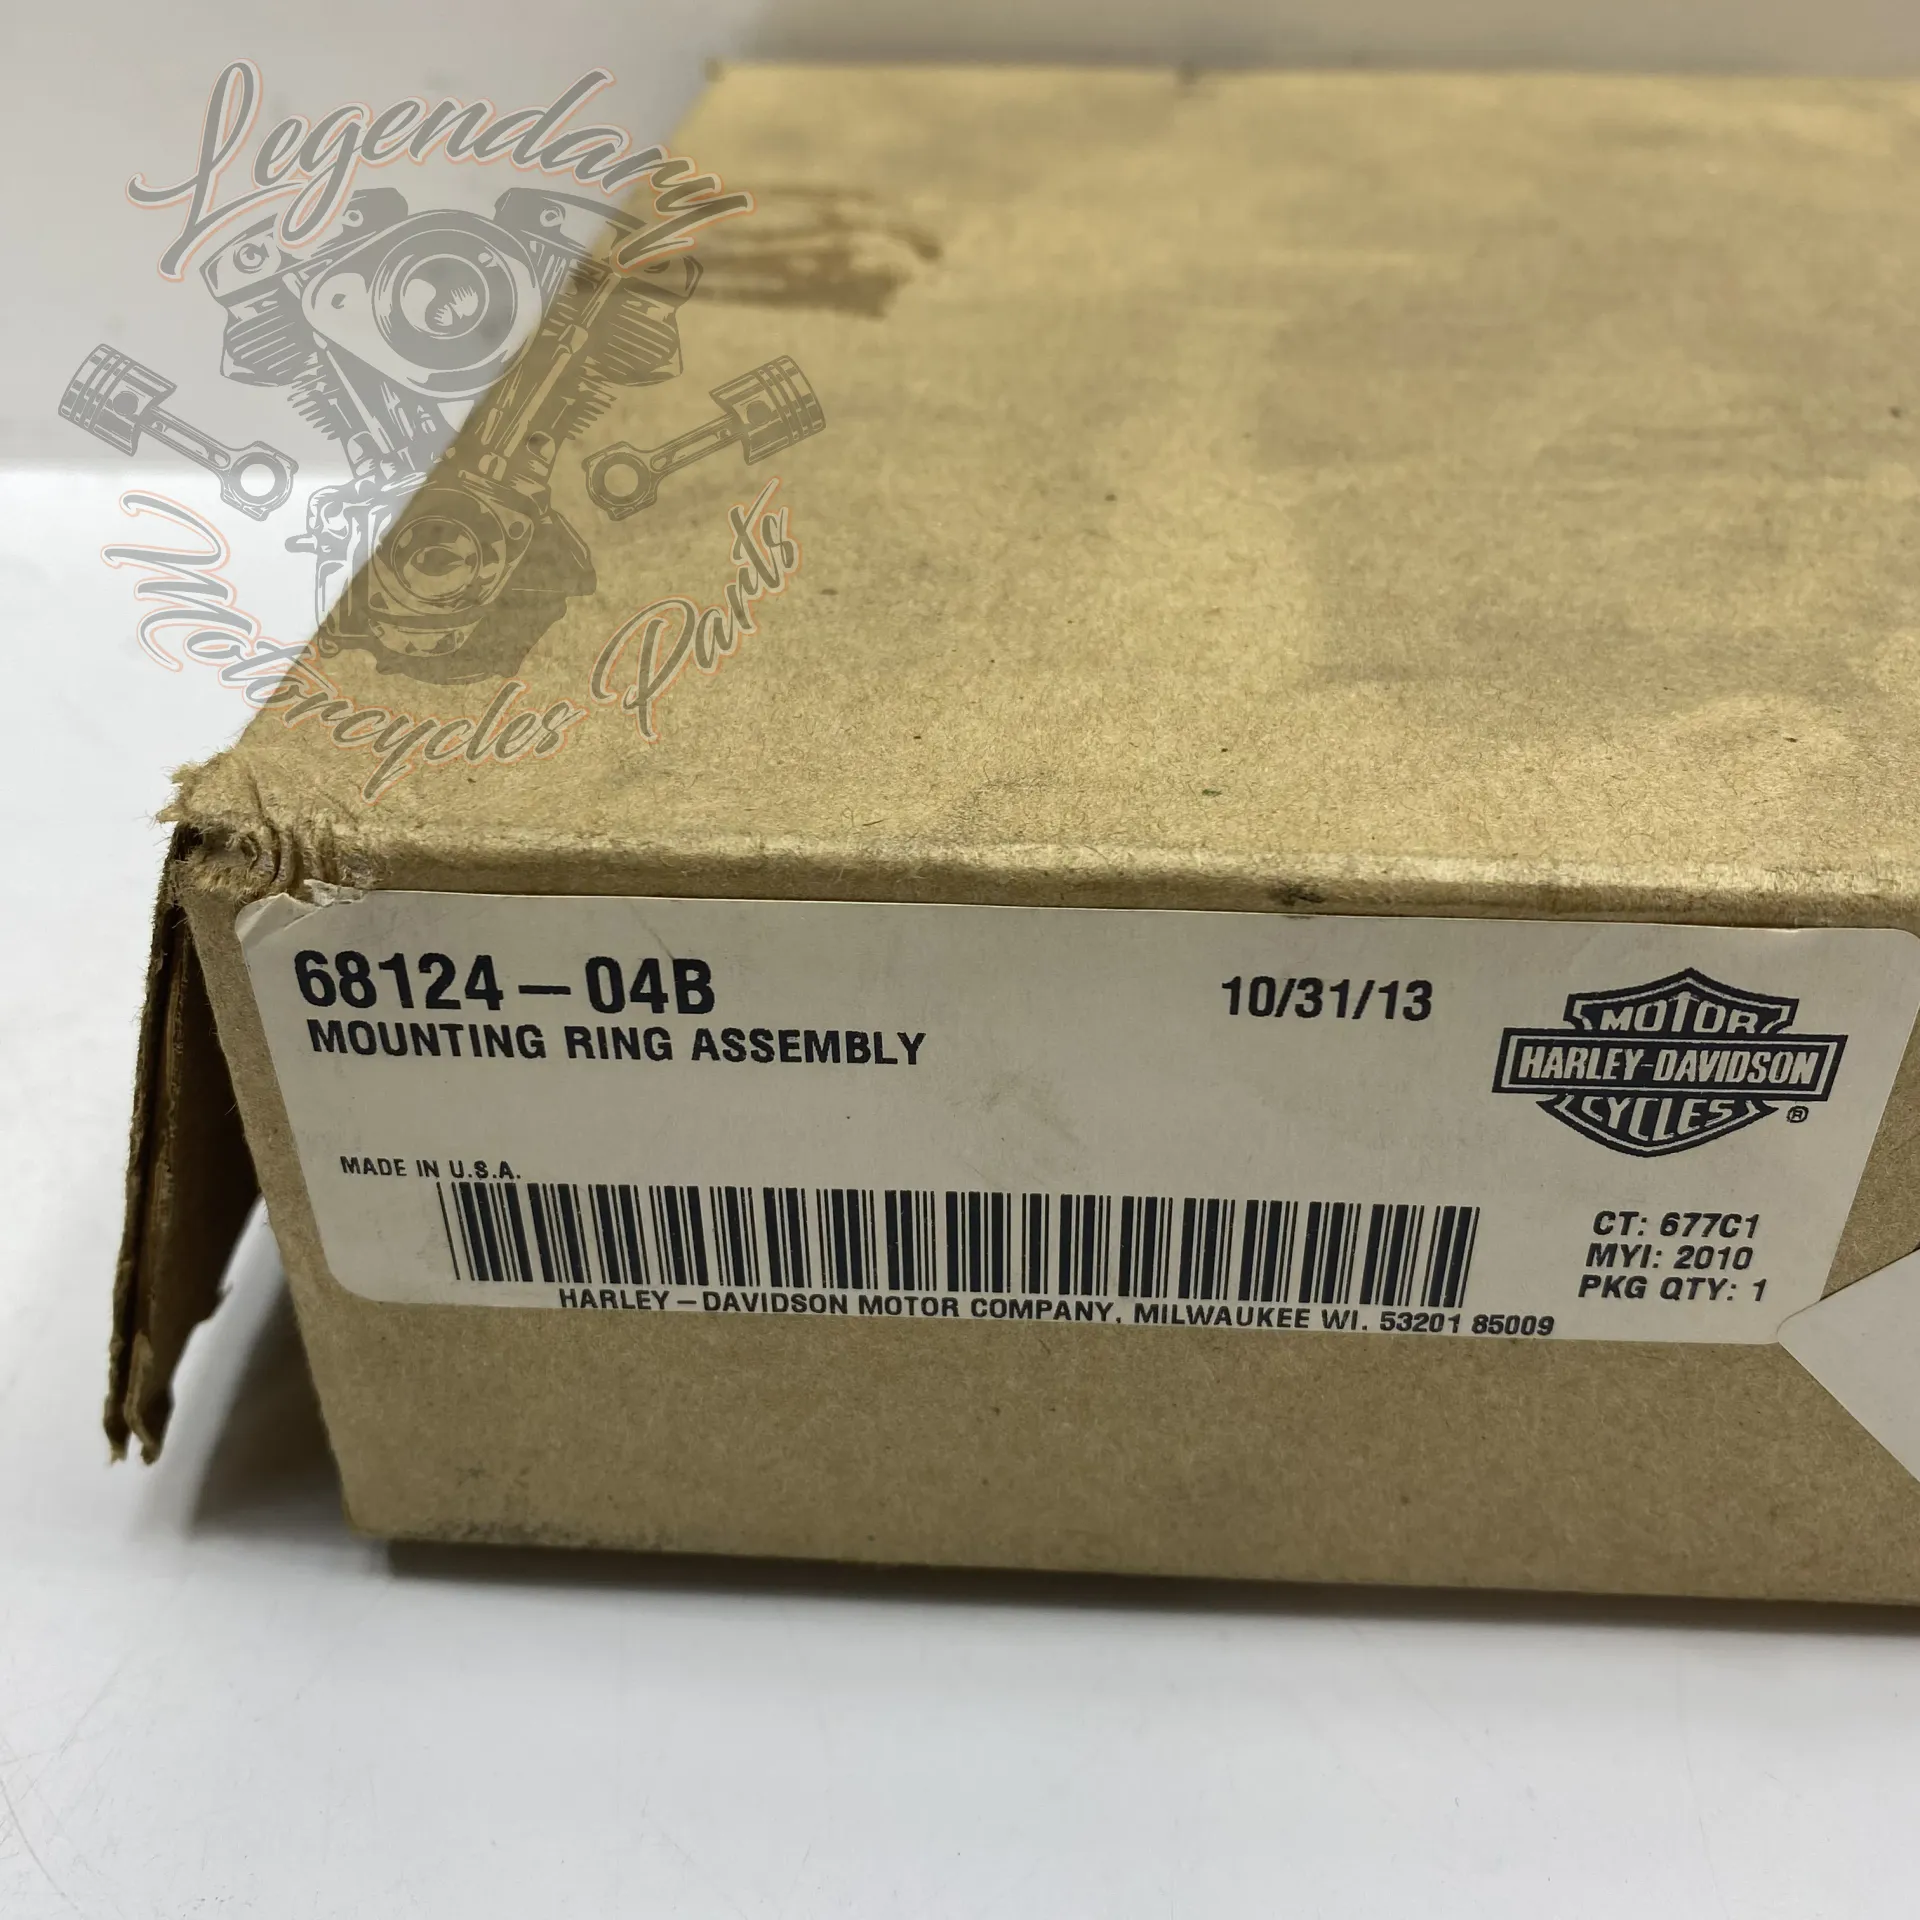 Legendary
Motorcycles Parts
68124-04B
MOUNTING RING ASSEMBLY
10/31/13
MOTOR
HARLEY-DAVIDSON
CYCLES
®
MADE IN U.S.A.
CT: 677C1
MYI: 2010
PKG QTY: 1
HARLEY-DAVIDSON MOTOR COMPANY, MILWAUKEE WI. 53201 85009